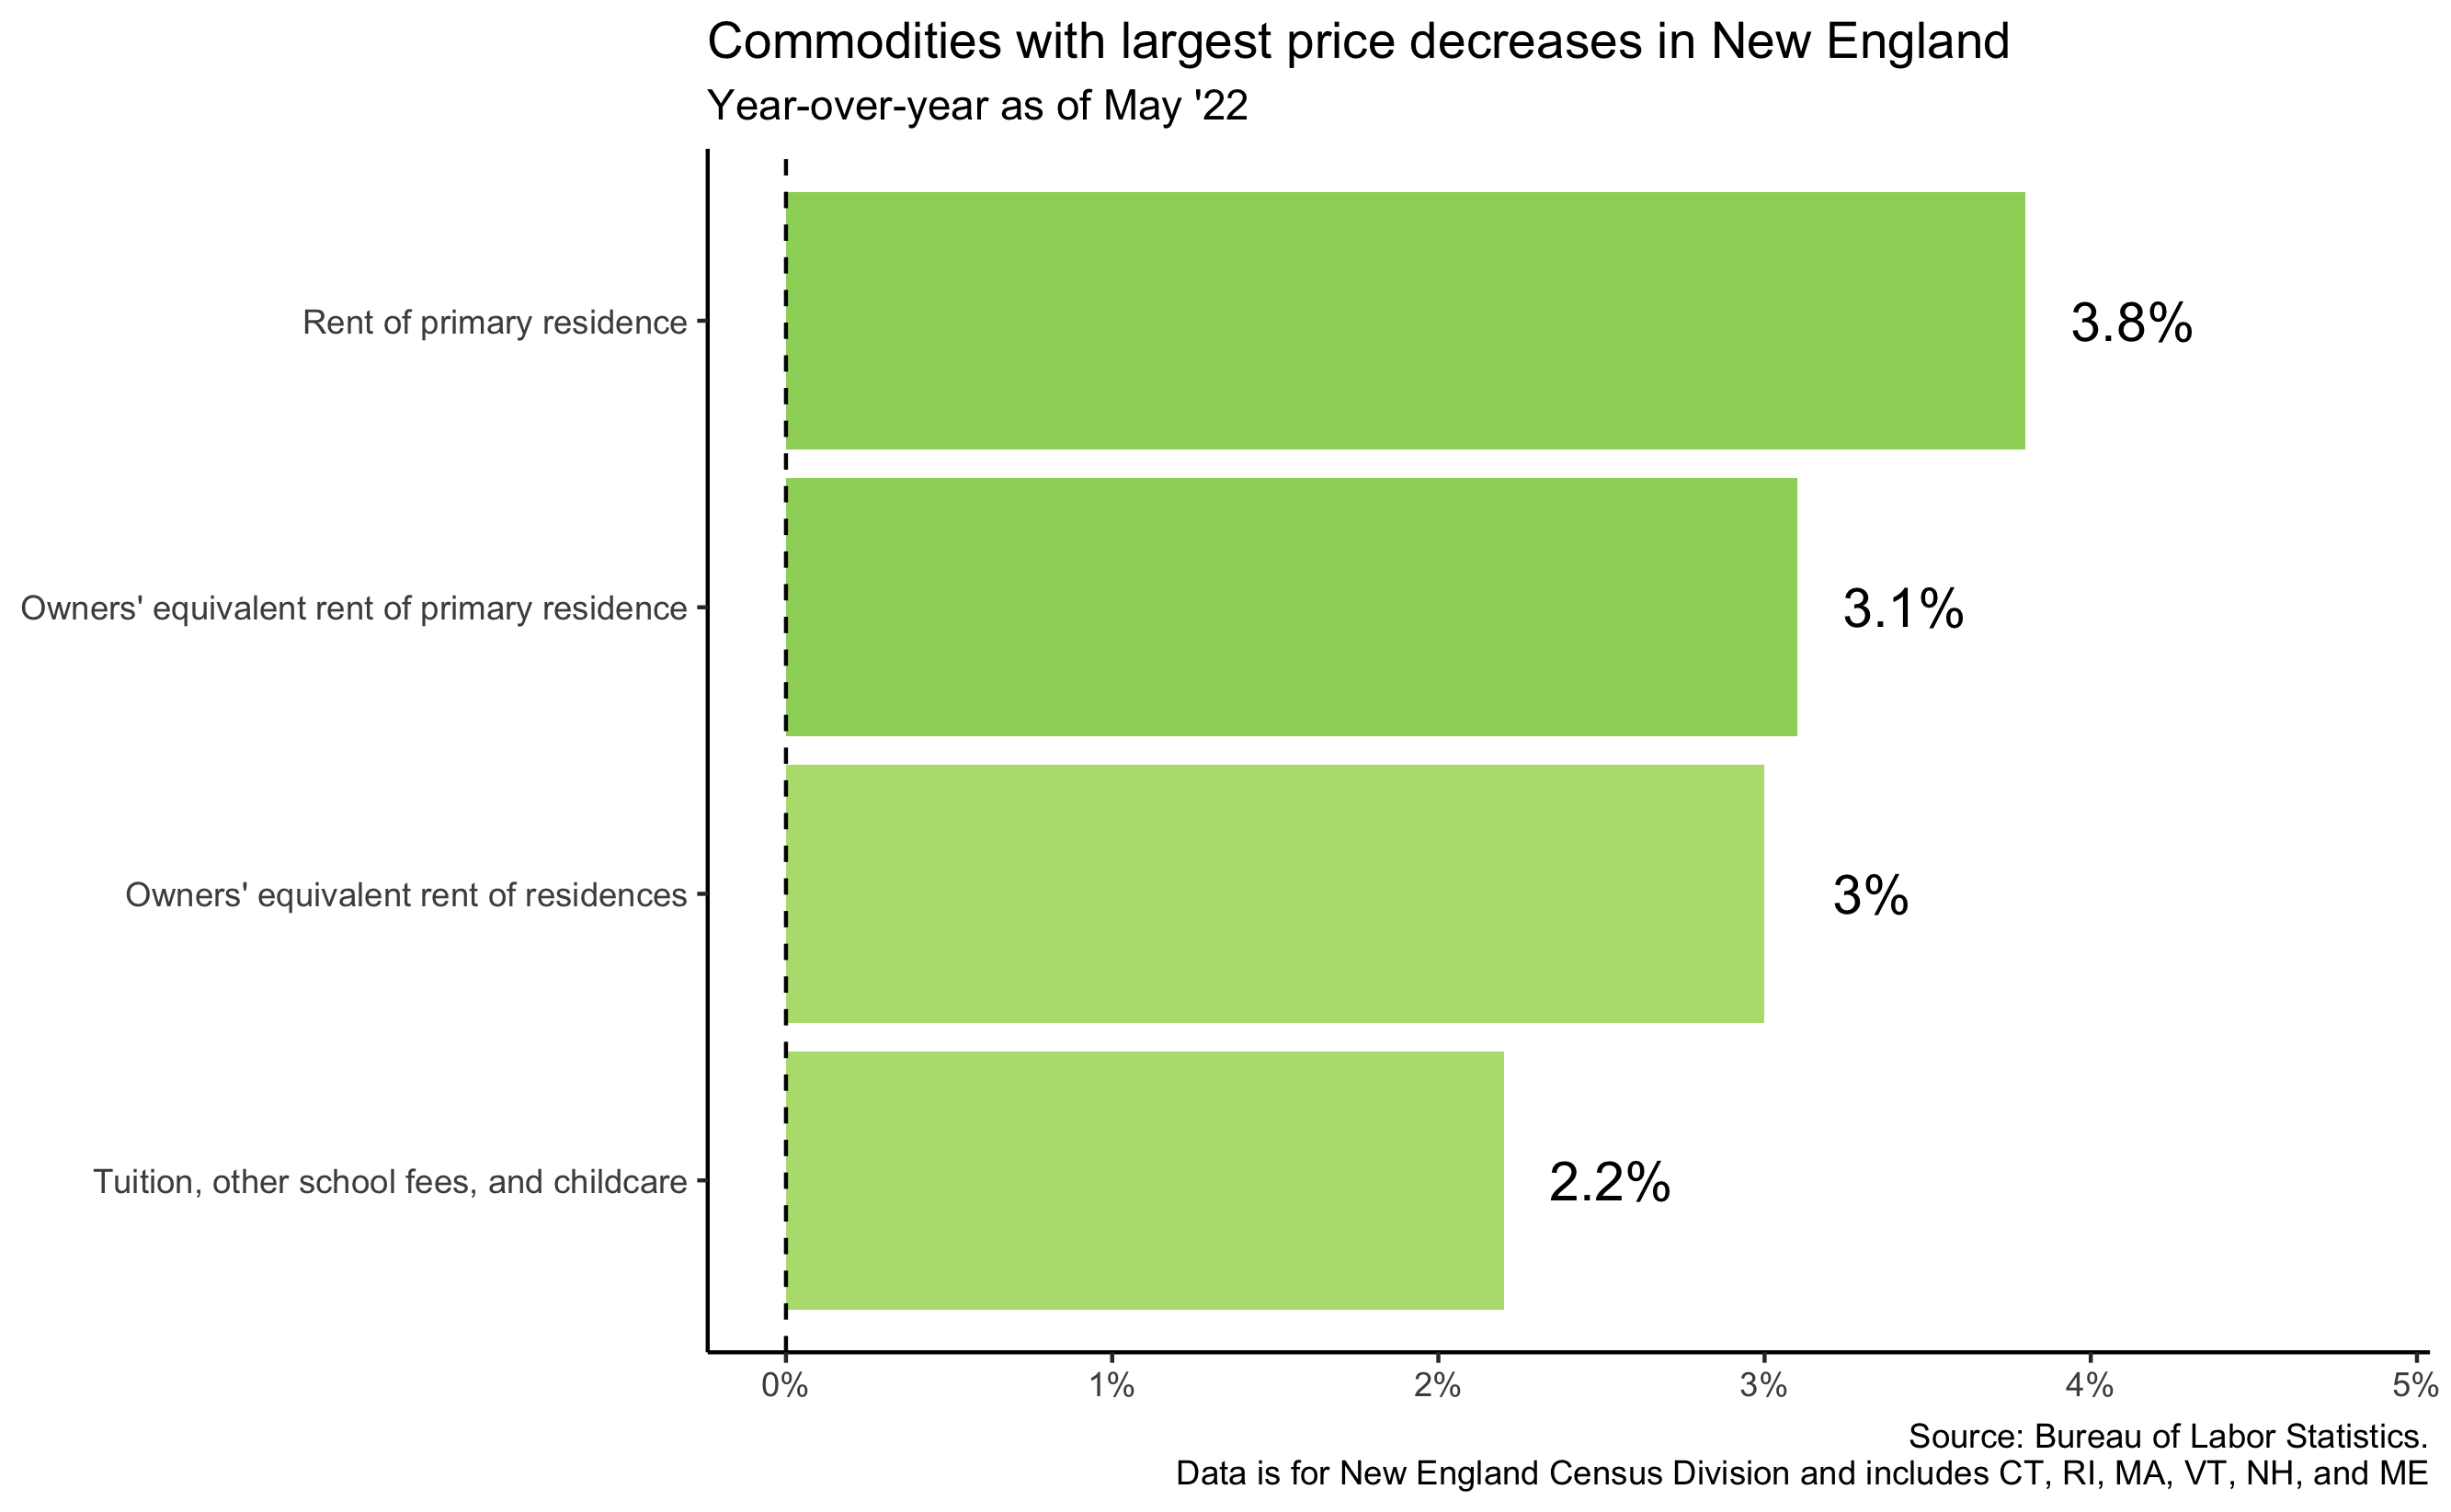 Commodities with largest price decreases in New England
Year-over-year as of May '22
Rent of primary residence
3.8%
Owners' equivalent rent of primary residence
3.1%
Owners' equivalent rent of residences
3%
Tuition, other school fees, and childcare
2.2%
0% 1% 2% 3% 4% 5%
Source: Bureau of Labor Statistics.
Data is for New England Census Division and includes CT, RI, MA, VT, NH, and ME